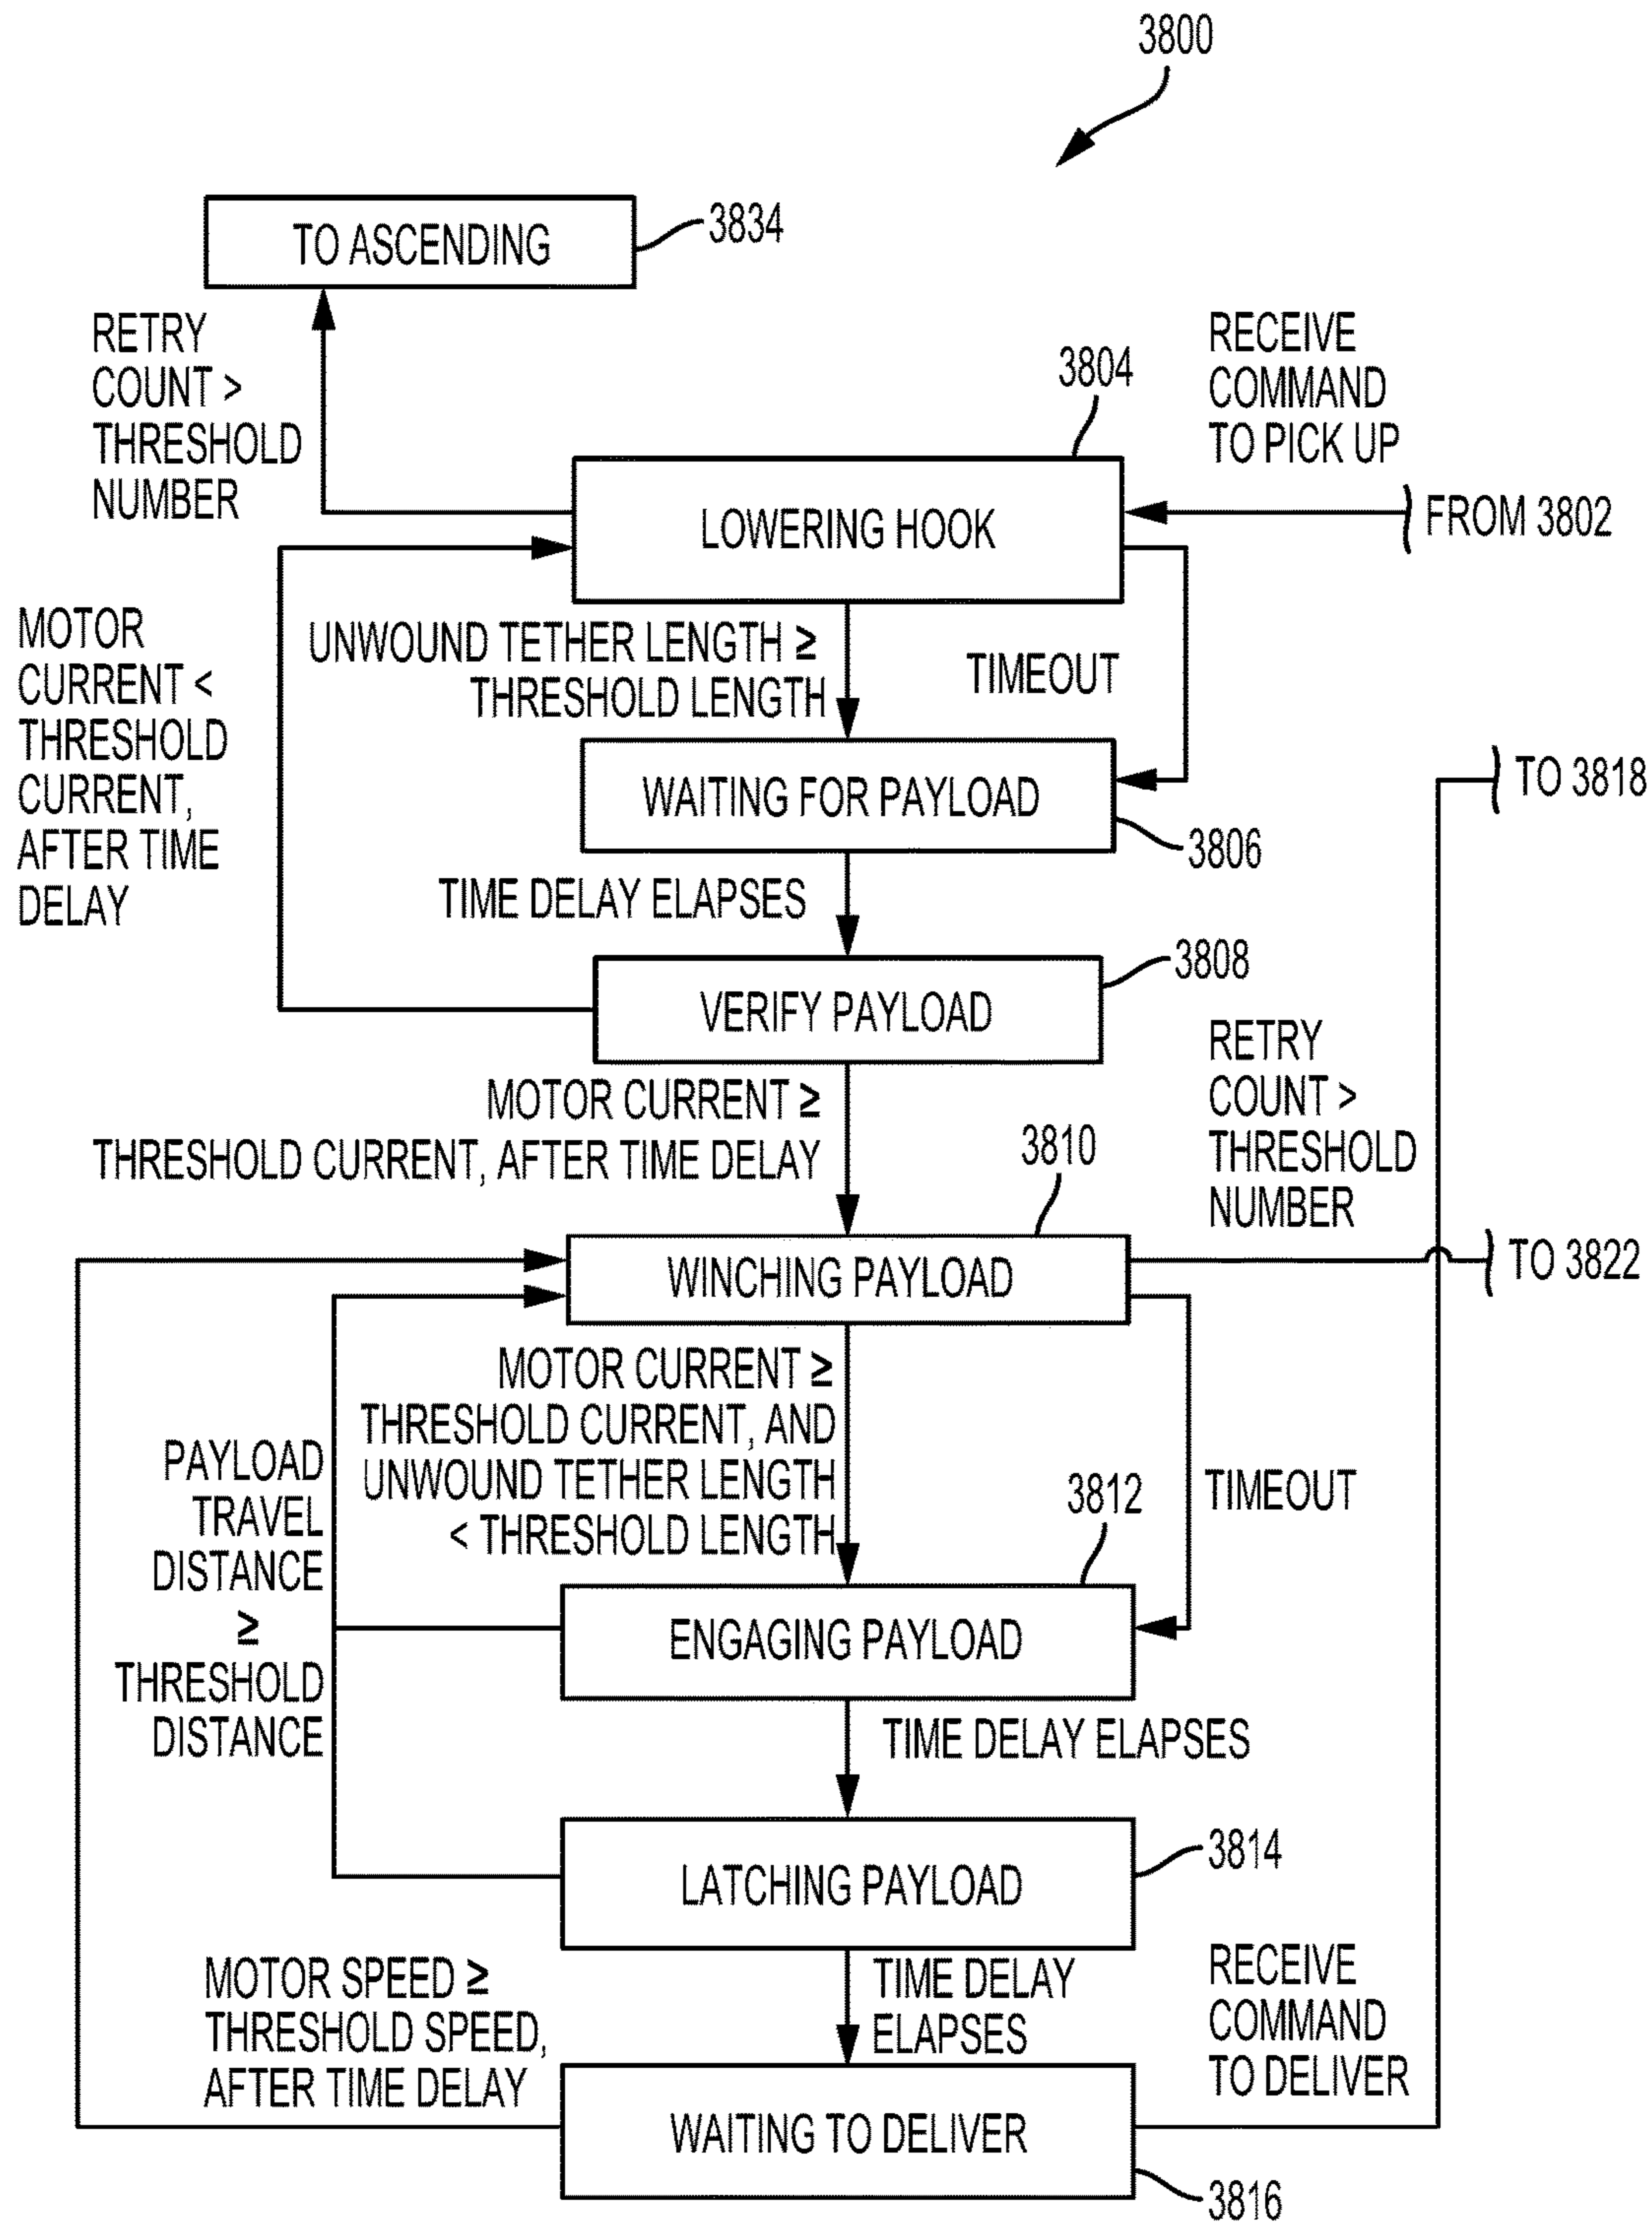 3800
TO ASCENDING
3834
RETRY
COUNT >
THRESHOLD
NUMBER
3804
RECEIVE
COMMAND
TO PICK UP
LOWERING HOOK
FROM 3802
MOTOR
CURRENT <
THRESHOLD
CURRENT,
AFTER TIME
DELAY
UNWOUND TETHER LENGTH ≥
THRESHOLD LENGTH
TIMEOUT
WAITING FOR PAYLOAD
3806
TO 3818
TIME DELAY ELAPSES
3808
VERIFY PAYLOAD
MOTOR CURRENT ≥
THRESHOLD CURRENT, AFTER TIME DELAY
RETRY
COUNT >
THRESHOLD
NUMBER
3810
WINCHING PAYLOAD
TO 3822
MOTOR CURRENT ≥
THRESHOLD CURRENT, AND
UNWOUND TETHER LENGTH
< THRESHOLD LENGTH
PAYLOAD
TRAVEL
DISTANCE
≥
THRESHOLD
DISTANCE
3812
TIMEOUT
ENGAGING PAYLOAD
TIME DELAY ELAPSES
3814
LATCHING PAYLOAD
MOTOR SPEED ≥
THRESHOLD SPEED,
AFTER TIME DELAY
TIME DELAY
ELAPSES
RECEIVE
COMMAND
TO DELIVER
WAITING TO DELIVER
3816